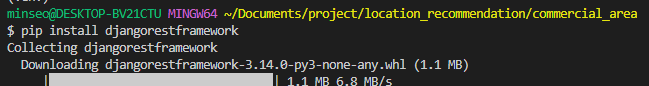 minseo@DESKTOP-BV21CTU MINGW64 ~/Documents/project/location_recommendation/commercial_area
$ pip install djangorestframework
Collecting djangorestframework
  Downloading djangorestframework-3.14.0-py3-none-any.whl (1.1 MB)
     |████████████████████████████████| 1.1 MB 6.8 MB/s